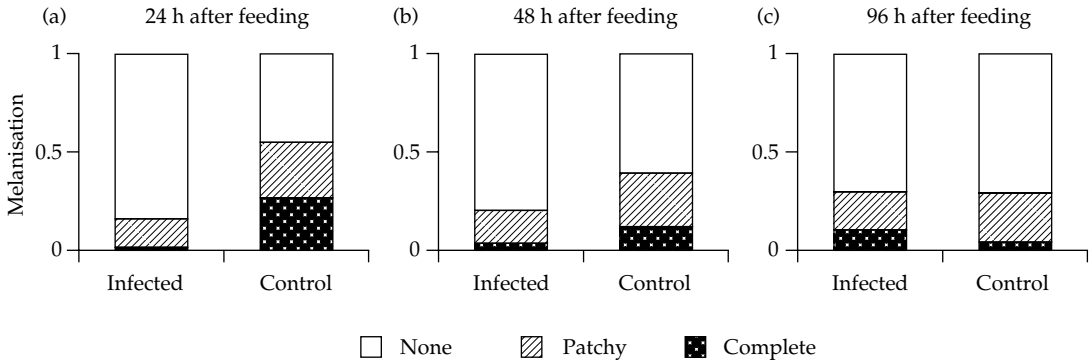 (a) 24 h after feeding
(b) 48 h after feeding
(c) 96 h after feeding
Melanisation
1
0.5
0
Infected Control
1
0.5
0
Infected Control
1
0.5
0
Infected Control
None Patchy Complete